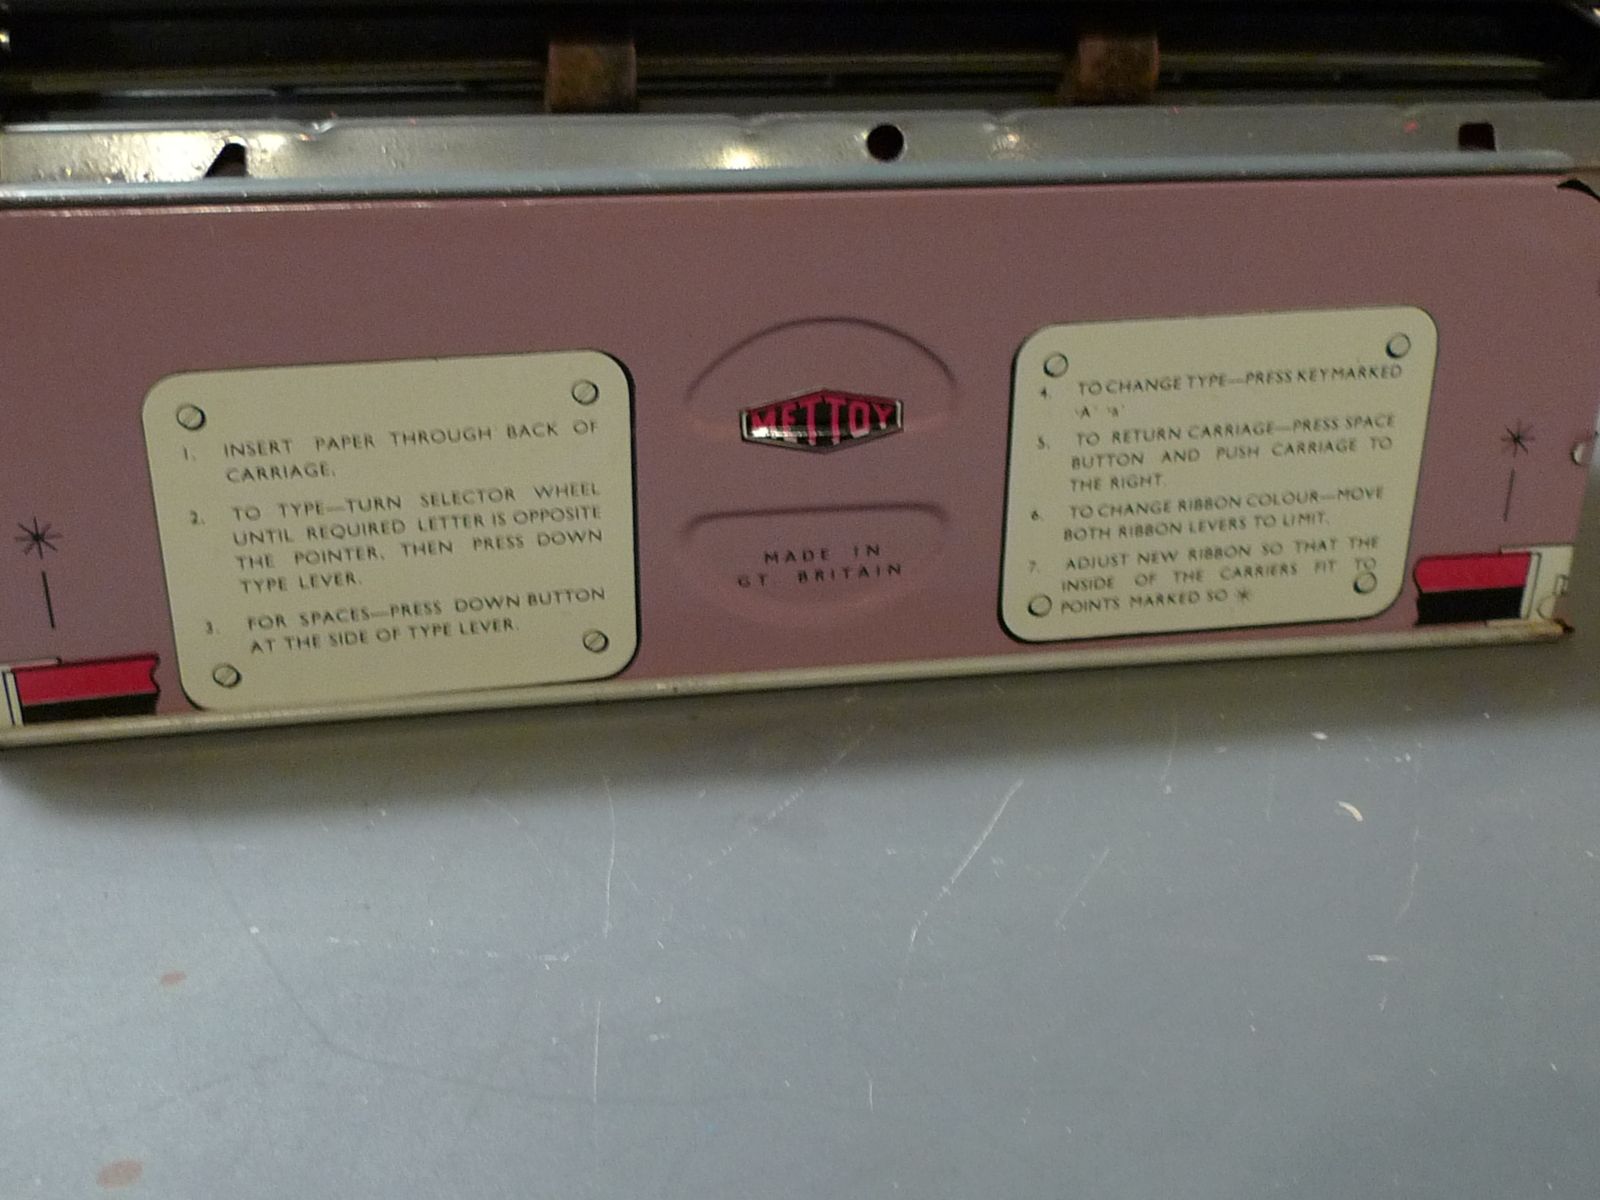 1. INSERT PAPER THROUGH BACK OF
CARRIAGE.
2. TO TYPE—TURN SELECTOR WHEEL
UNTIL REQUIRED LETTER IS OPPOSITE
THE POINTER, THEN PRESS DOWN
TYPE LEVER.
3. FOR SPACES—PRESS DOWN BUTTON
AT THE SIDE OF TYPE LEVER.
METTOY
MADE IN
GT BRITAIN
4. TO CHANGE TYPE—PRESS KEY MARKED
'A' 'a'
5. TO RETURN CARRIAGE—PRESS SPACE
BUTTON AND PUSH CARRIAGE TO
THE RIGHT.
6. TO CHANGE RIBBON COLOUR—MOVE
BOTH RIBBON LEVERS TO LIMIT.
7. ADJUST NEW RIBBON SO THAT THE
INSIDE OF THE CARRIERS FIT TO
POINTS MARKED SO ✳